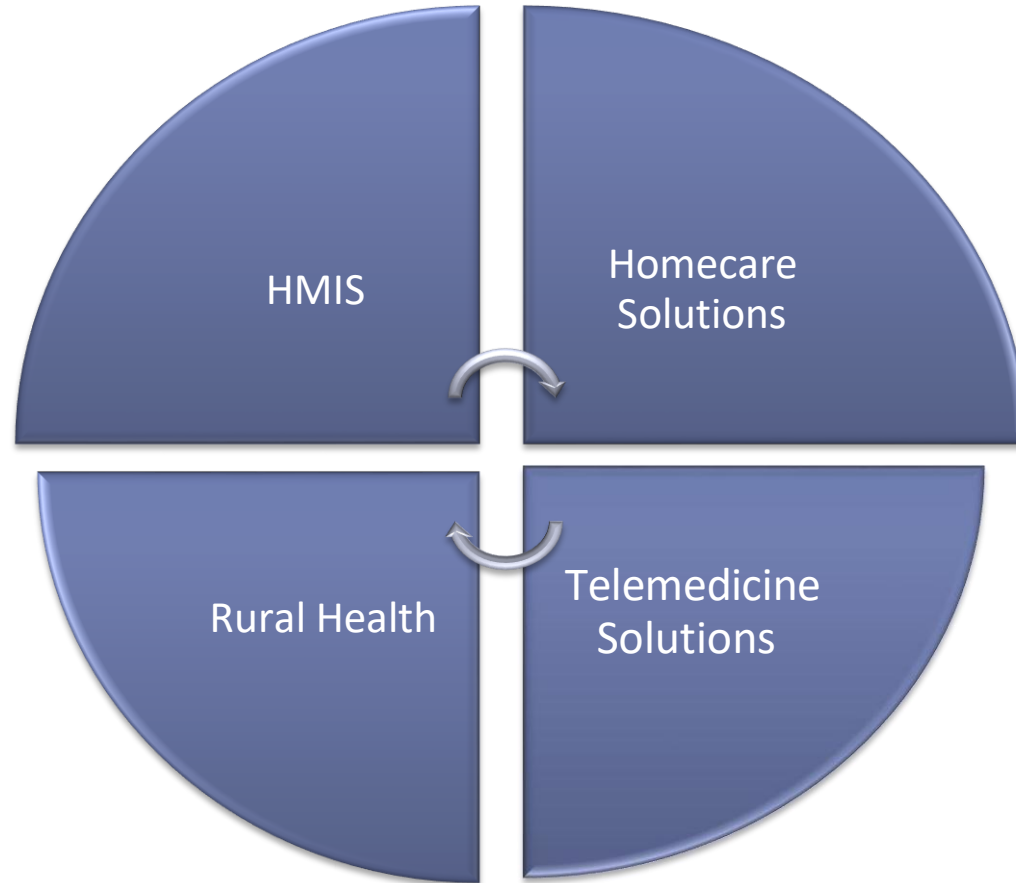 HMIS
Homecare
Solutions
Rural Health
Telemedicine
Solutions